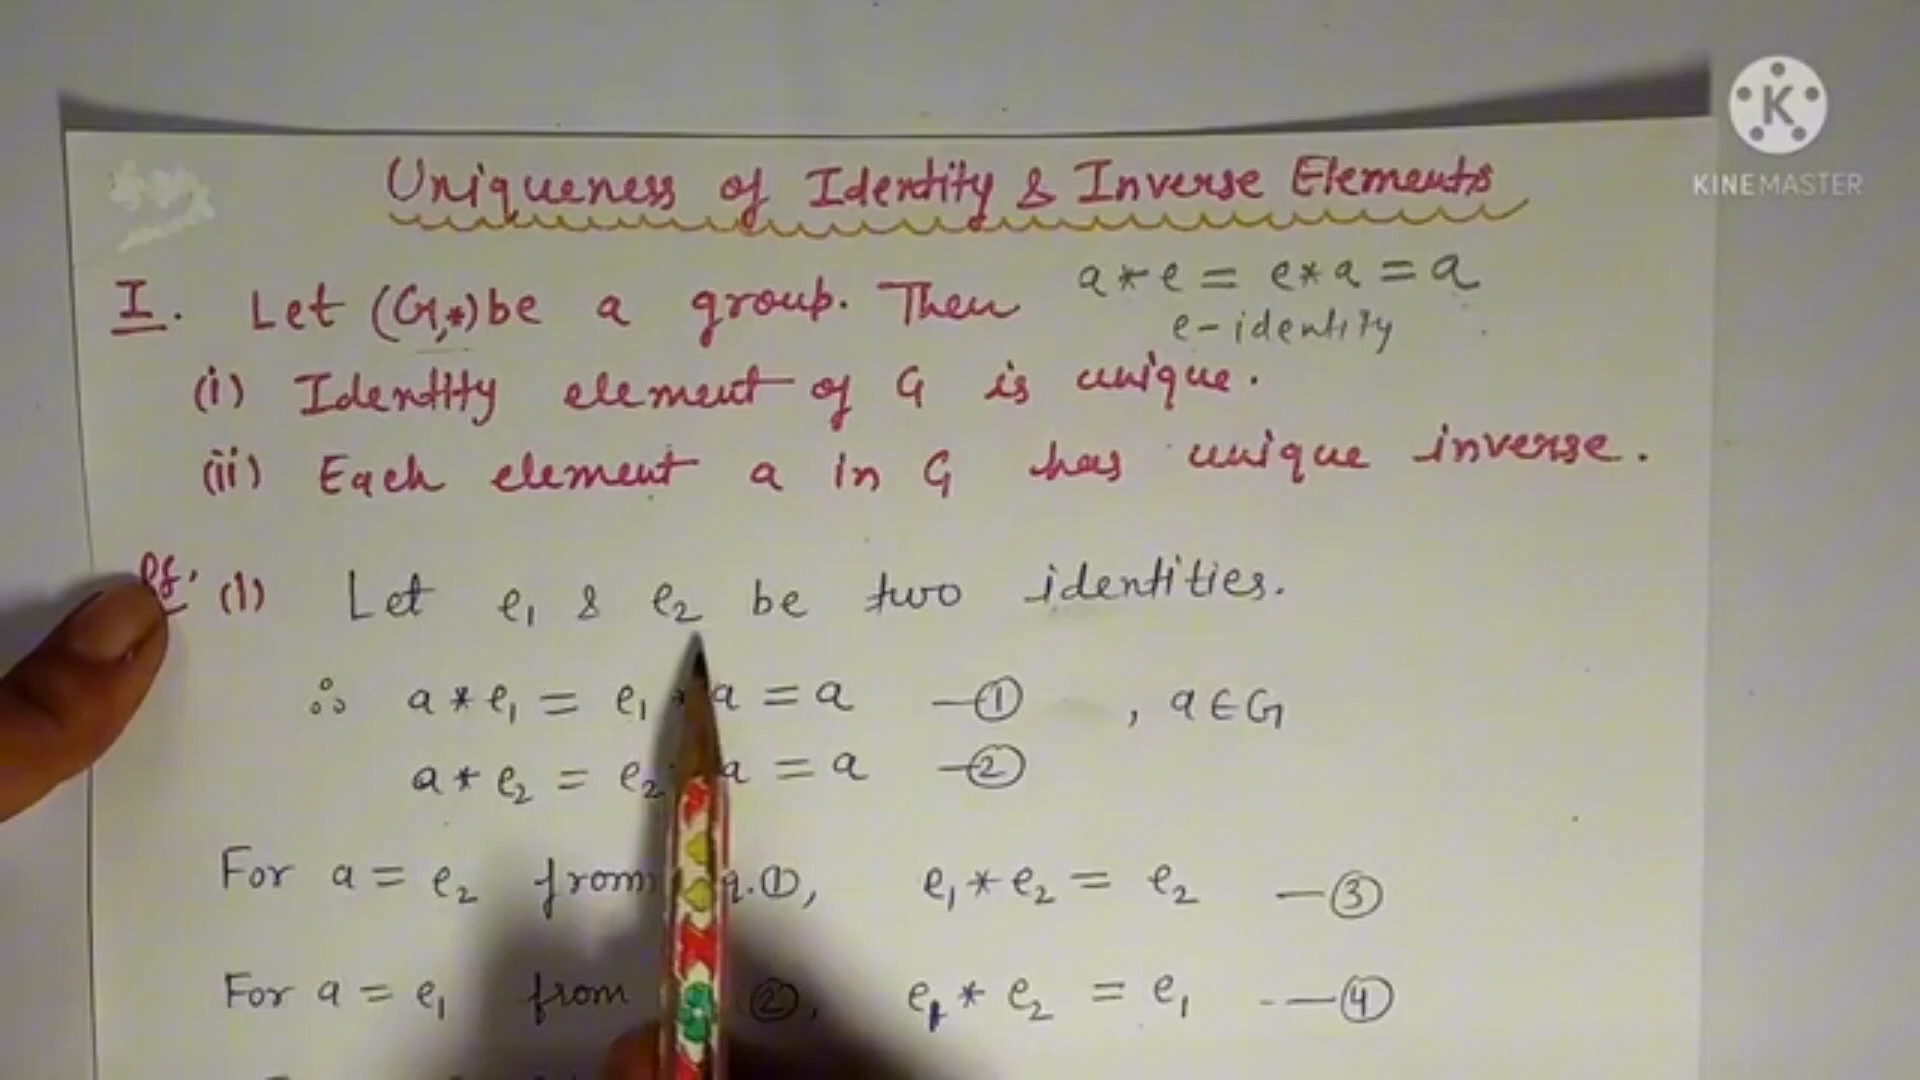 KINEMASTER
Uniqueness of Identity & Inverse Elements
I. Let (G,*) be a group. Then
a * e = e * a = a
e - identity
(i) Identity element of G is unique.
(ii) Each element a in G has unique inverse.
Pf. (i) Let e₁ & e₂ be two identities.
∴ a * e₁ = e₁ * a = a —① , a ∈ G
a * e₂ = e₂ a = a —②
For a = e₂ from q.①, e₁ * e₂ = e₂ —③
For a = e₁ from ②, e₁ * e₂ = e₁ —④